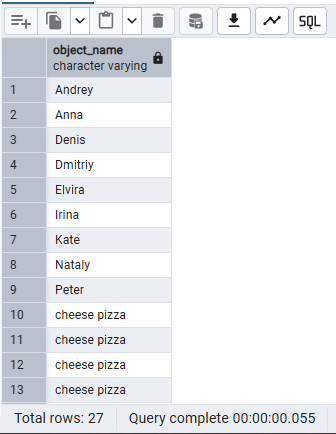 SQL
object_name
character varying
1 Andrey
2 Anna
3 Denis
4 Dmitriy
5 Elvira
6 Irina
7 Kate
8 Nataly
9 Peter
10 cheese pizza
11 cheese pizza
12 cheese pizza
13 cheese pizza
Total rows: 27 Query complete 00:00:00.055